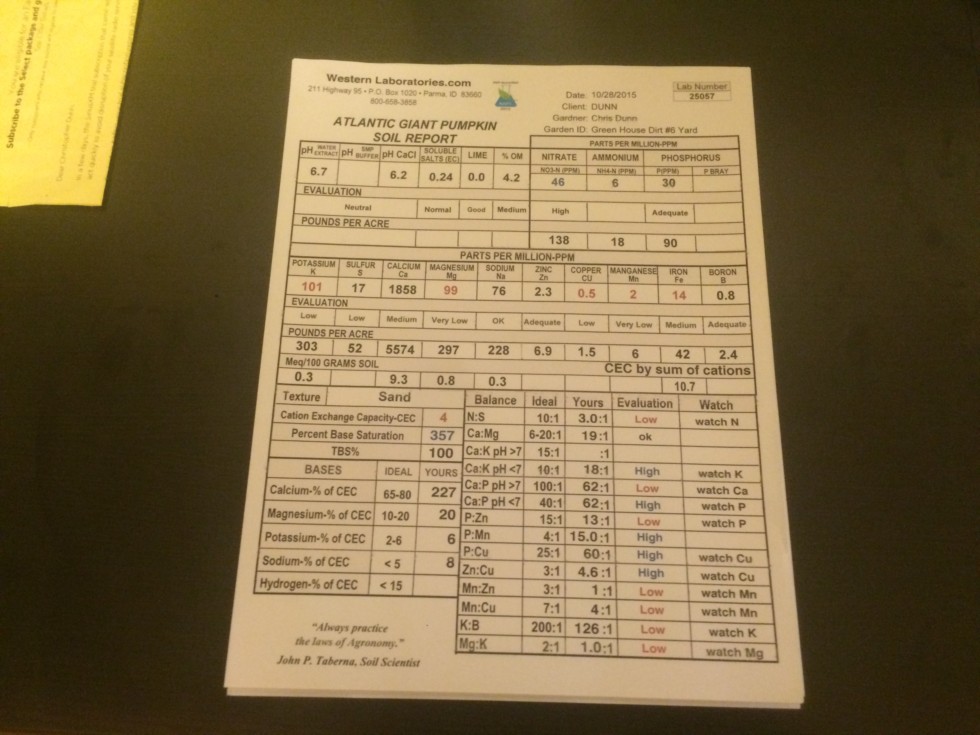 Subscribe to the Select package and
Western Laboratories.com
211 Highway 95 • P.O. Box 1020 • Parma, ID 83660
800-658-3858
Lab Number
25057
Date: 10/28/2015
Client: DUNN
Gardner: Chris Dunn
Garden ID: Green House Dirt #6 Yard
ATLANTIC GIANT PUMPKIN
SOIL REPORT
PARTS PER MILLION-PPM
pH WATER EXTRACT pH SMP BUFFER pH CaCl SOLUBLE SALTS (EC) LIME % OM NITRATE AMMONIUM PHOSPHORUS
NO3-N (PPM) NH4-N (PPM) P(PPM) P BRAY
6.7 6.2 0.24 0.0 4.2 46 6 30
EVALUATION
Neutral Normal Good Medium High Adequate
POUNDS PER ACRE
138 18 90
PARTS PER MILLION-PPM
POTASSIUM SULFUR CALCIUM MAGNESIUM SODIUM ZINC COPPER MANGANESE IRON BORON
K S Ca Mg Na Zn CU Mn Fe B
101 17 1858 99 76 2.3 0.5 2 14 0.8
EVALUATION
Low Low Medium Very Low OK Adequate Low Very Low Medium Adequate
POUNDS PER ACRE
303 52 5574 297 228 6.9 1.5 6 42 2.4
Meq/100 GRAMS SOIL CEC by sum of cations
0.3 9.3 0.8 0.3 10.7
Texture Sand
Cation Exchange Capacity-CEC 4
Percent Base Saturation 357
TBS% 100
BASES IDEAL YOURS
Calcium-% of CEC 65-80 227
Magnesium-% of CEC 10-20 20
Potassium-% of CEC 2-6 6
Sodium-% of CEC < 5 8
Hydrogen-% of CEC < 15
Balance Ideal Yours Evaluation Watch
N:S 10:1 3.0:1 Low watch N
Ca:Mg 6-20:1 19:1 ok
Ca:K pH >7 15:1 :1
Ca:K pH <7 10:1 18:1 High watch K
Ca:P pH >7 100:1 62:1 Low watch Ca
Ca:P pH <7 40:1 62:1 High watch P
P:Zn 15:1 13:1 Low watch P
P:Mn 4:1 15.0:1 High
P:Cu 25:1 60:1 High watch Cu
Zn:Cu 3:1 4.6:1 High watch Cu
Mn:Zn 3:1 1:1 Low watch Mn
Mn:Cu 7:1 4:1 Low watch Mn
K:B 200:1 126:1 Low watch K
Mg:K 2:1 1.0:1 Low watch Mg
"Always practice
the laws of Agronomy."
John P. Taberna, Soil Scientist